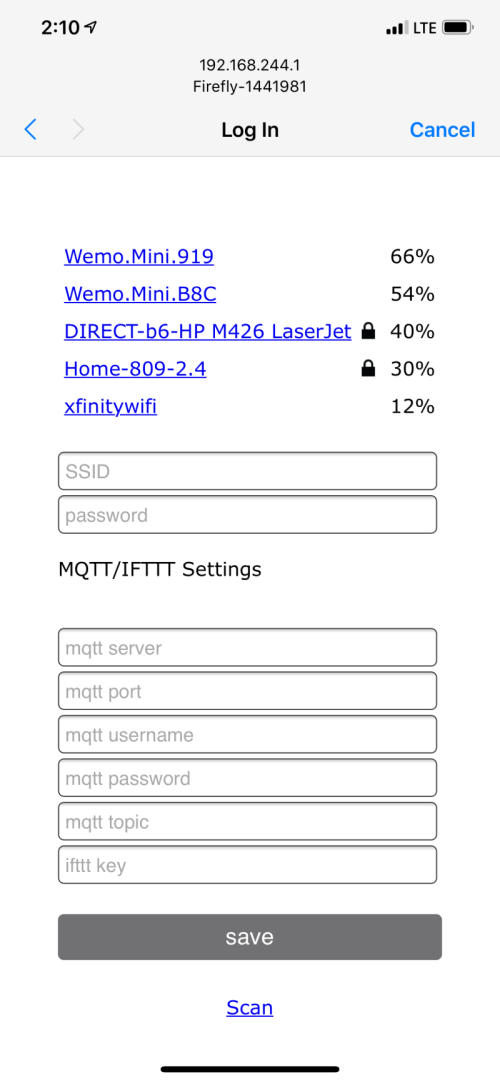 2:10 LTE
192.168.244.1
Firefly-1441981
Log In Cancel
Wemo.Mini.919 66%
Wemo.Mini.B8C 54%
DIRECT-b6-HP M426 LaserJet 40%
Home-809-2.4 30%
xfinitywifi 12%
SSID
password
MQTT/IFTTT Settings
mqtt server
mqtt port
mqtt username
mqtt password
mqtt topic
ifttt key
save
Scan